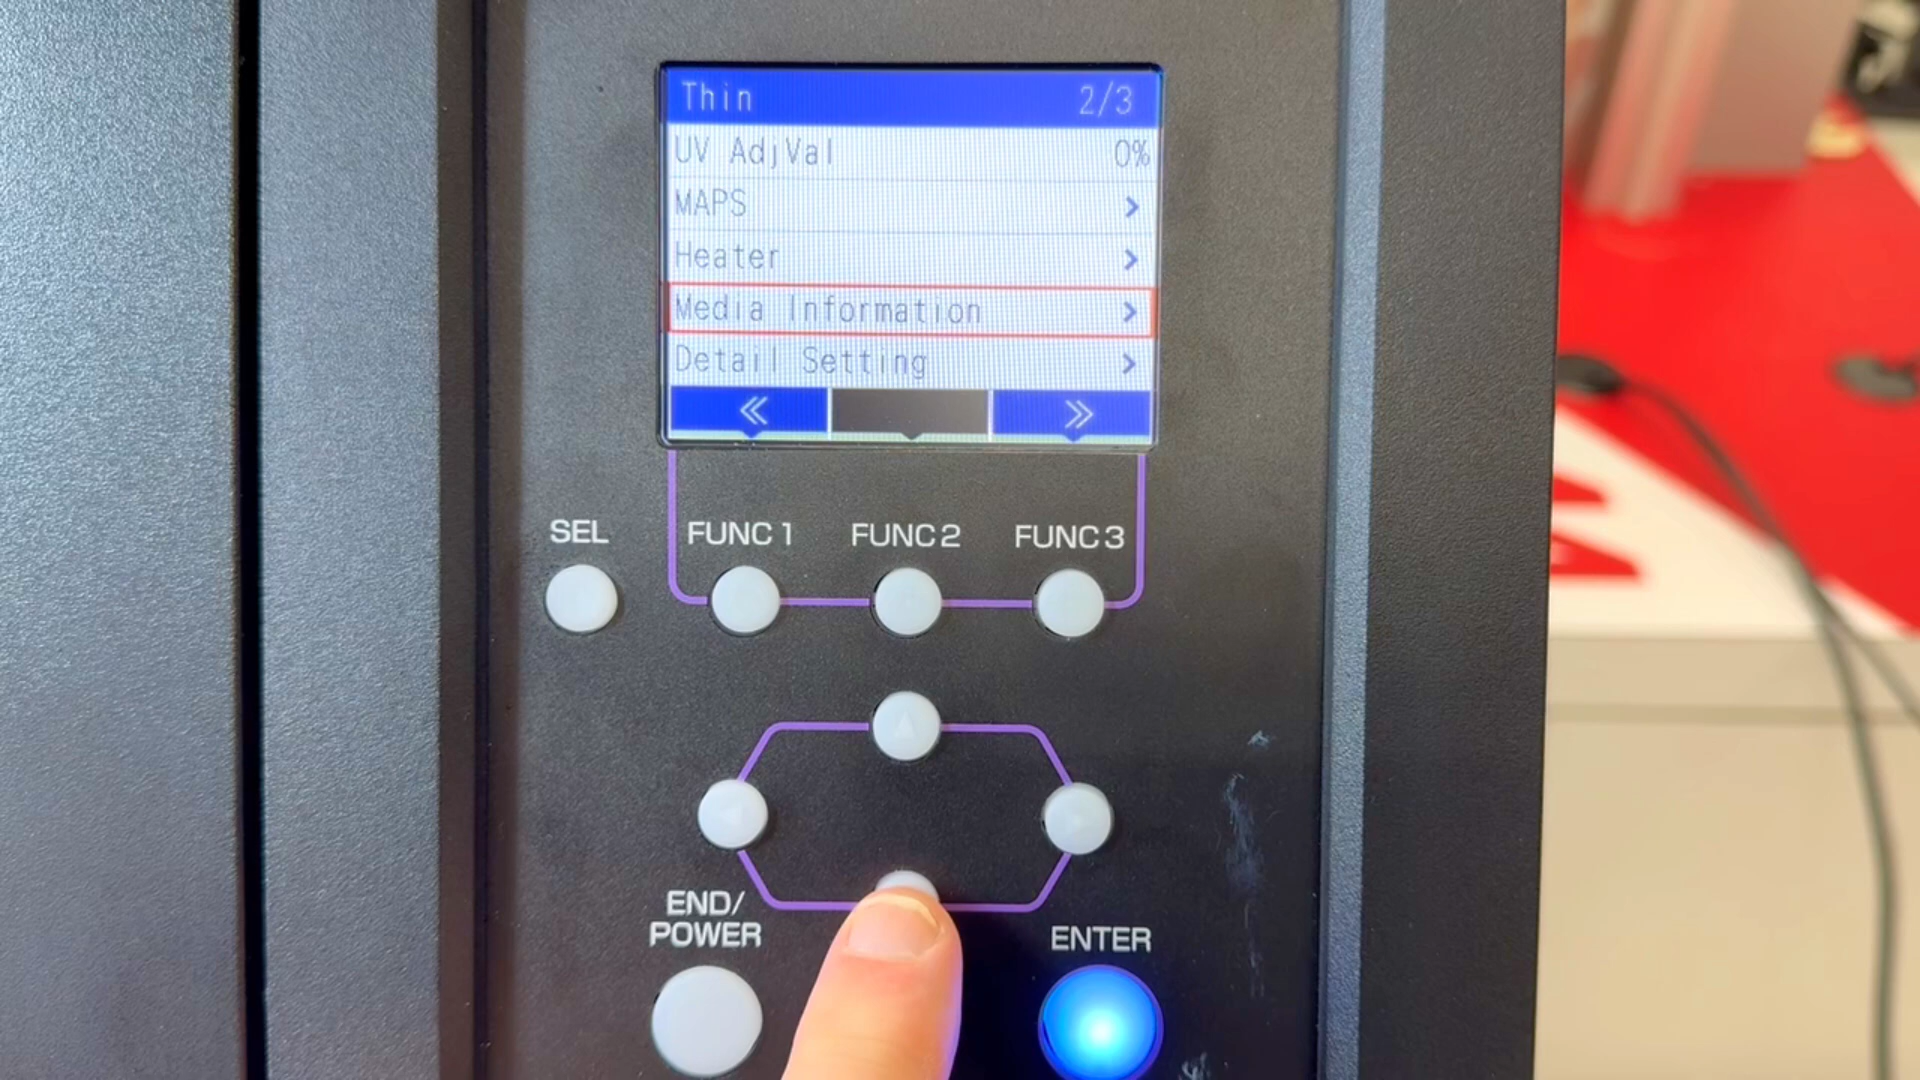 Thin 2/3
UV AdjVal 0%
MAPS
Heater
Media Information
Detail Setting
SEL FUNC1 FUNC2 FUNC3
END/
POWER
ENTER